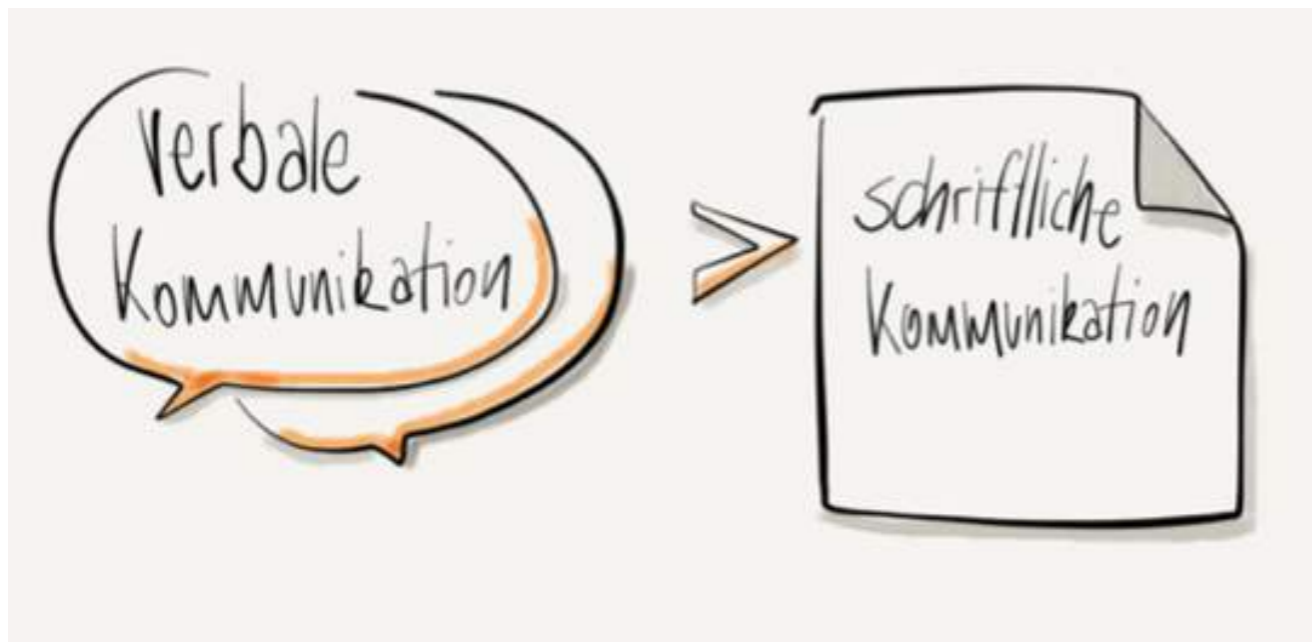 verbale
Kommunikation
>
schriftliche
Kommunikation